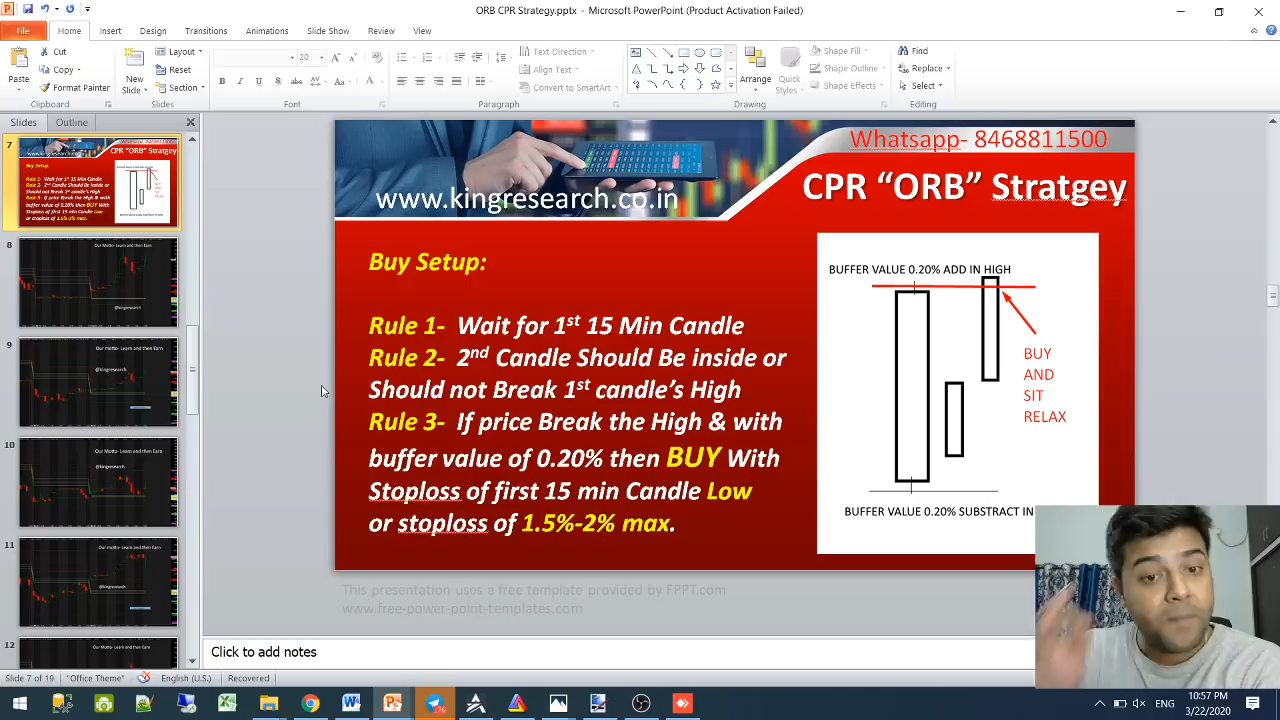 ORB CPR Strategy.pptx - Microsoft PowerPoint (Product Activation Failed)
File Home Insert Design Transitions Animations Slide Show Review View
Cut
Copy
Format Painter
Paste
Clipboard
New
Slide
Layout
Reset
Section
Slides
20
Font
Text Direction
Align Text
Convert to SmartArt
Paragraph
Arrange
Quick
Styles
Shape Fill
Shape Outline
Shape Effects
Drawing
Find
Replace
Select
Editing
Slides Outline
7
8
9
10
11
12
Whatsapp- 8468811500
www.kingresearch.co.in
CPR “ORB” Stratgey
Buy Setup:
Rule 1- Wait for 1st 15 Min Candle
Rule 2- 2nd Candle Should Be inside or
Should not Break 1st candle’s High
Rule 3- If price Break the High & with
buffer value of 0.20% then BUY With
Stoploss of first 15 min Candle Low
or stoploss of 1.5%-2% max.
BUFFER VALUE 0.20% ADD IN HIGH
BUY
AND
SIT
RELAX
BUFFER VALUE 0.20% SUBSTRACT IN
This presentation uses a free template provided by FPPT.com
www.free-power-point-templates.com
Click to add notes
Slide 7 of 19 "Office Theme" English (U.S.) Recovered
76
ENG
10:57 PM
3/22/2020